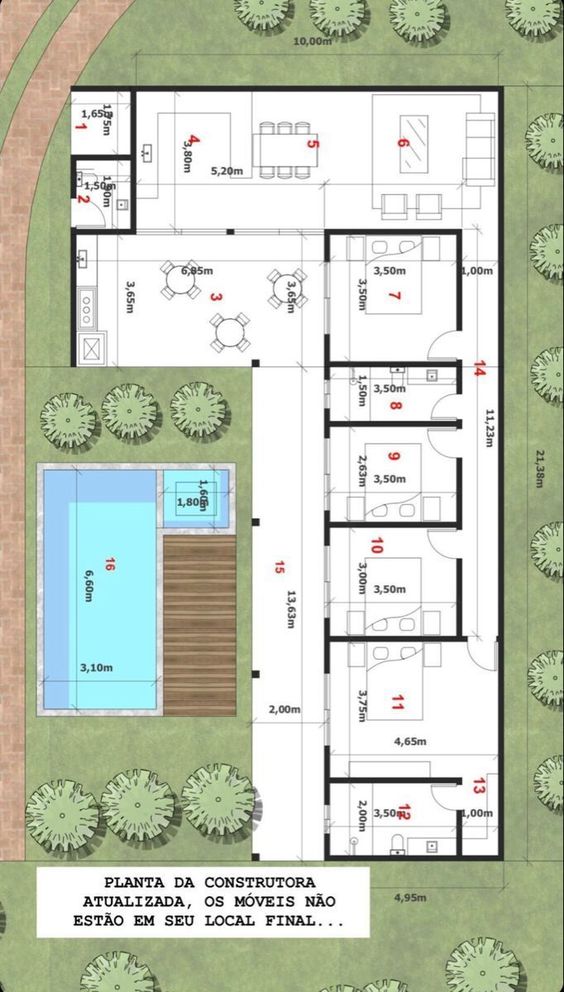 10,00m
1,65m
1,75m
1
4
3,80m
5,20m
5
6
1,50m
2
6,85m
3,65m
3
3,65m
3,50m
3,50m
7
1,00m
14
3,50m
1,50m
8
11,23m
9
2,63m
3,50m
21,38m
1,60m
1,80m
10
3,00m
3,50m
16
6,60m
15
13,63m
3,10m
2,00m
11
3,75m
4,65m
13
2,00m
3,50m
12
1,00m
4,95m
PLANTA DA CONSTRUTORA
ATUALIZADA, OS MÓVEIS NÃO
ESTÃO EM SEU LOCAL FINAL...